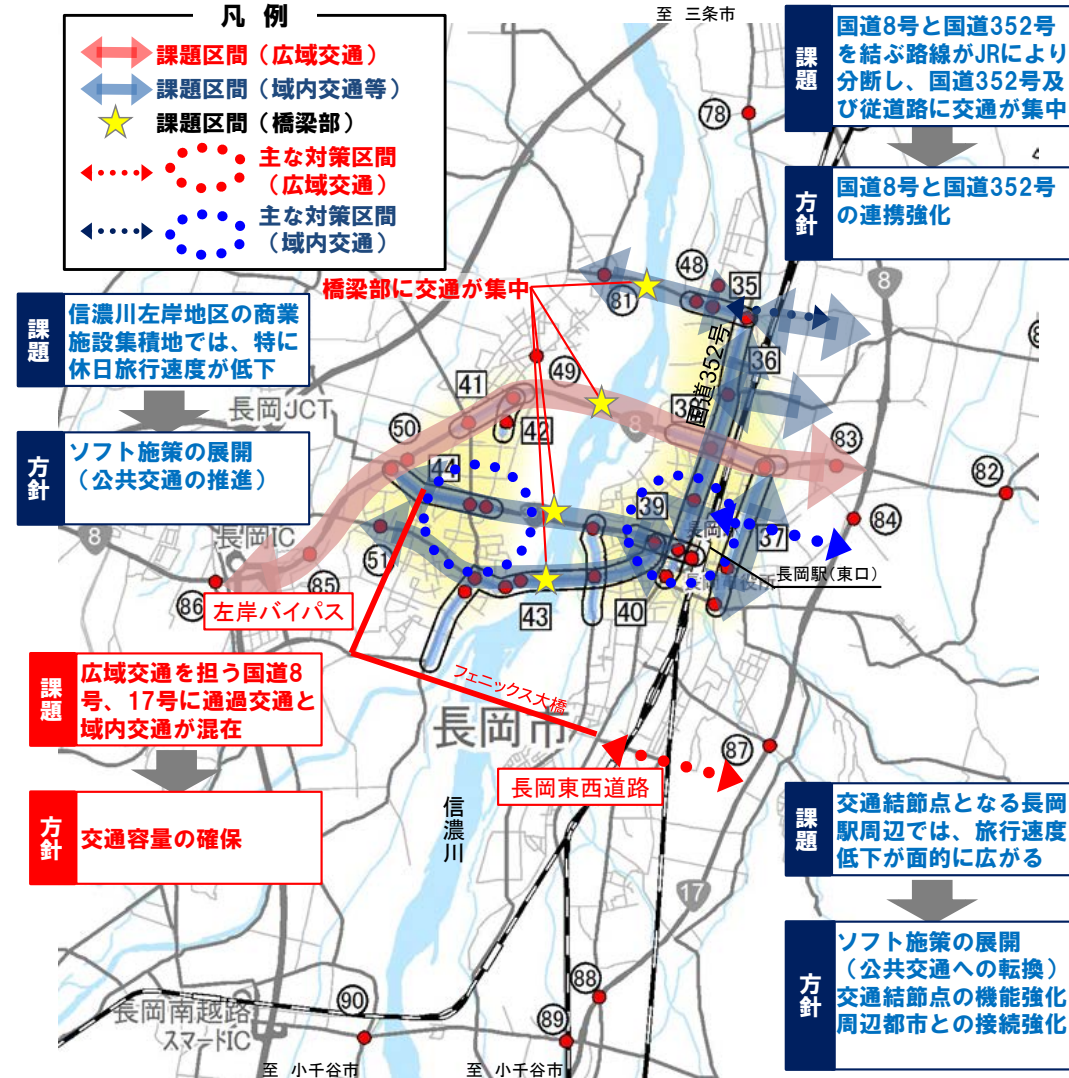 凡 例
課題区間（広域交通）
課題区間（域内交通等）
課題区間（橋梁部）
主な対策区間
（広域交通）
主な対策区間
（域内交通）
至 三条市
課題
国道8号と国道352号
を結ぶ路線がJRにより
分断し、国道352号及
び従道路に交通が集中
方針
国道8号と国道352号
の連携強化
78
8
橋梁部に交通が集中
48
35
81
国道352号
36
課題
信濃川左岸地区の商業
施設集積地では、特に
休日旅行速度が低下
方針
ソフト施策の展開
（公共交通の推進）
長岡JCT
41
49
42
8
50
44
83
82
39
84
37
8
長岡IC
51
長岡駅（東口）
85
86
43
40
左岸バイパス
課題
広域交通を担う国道8
号、17号に通過交通と
域内交通が混在
方針
交通容量の確保
フェニックス大橋
長岡市
87
長岡東西道路
信濃川
17
課題
交通結節点となる長岡
駅周辺では、旅行速度
低下が面的に広がる
方針
ソフト施策の展開
（公共交通への転換）
交通結節点の機能強化
周辺都市との接続強化
88
90
89
長岡南越路
スマートIC
至 小千谷市
至 小千谷市